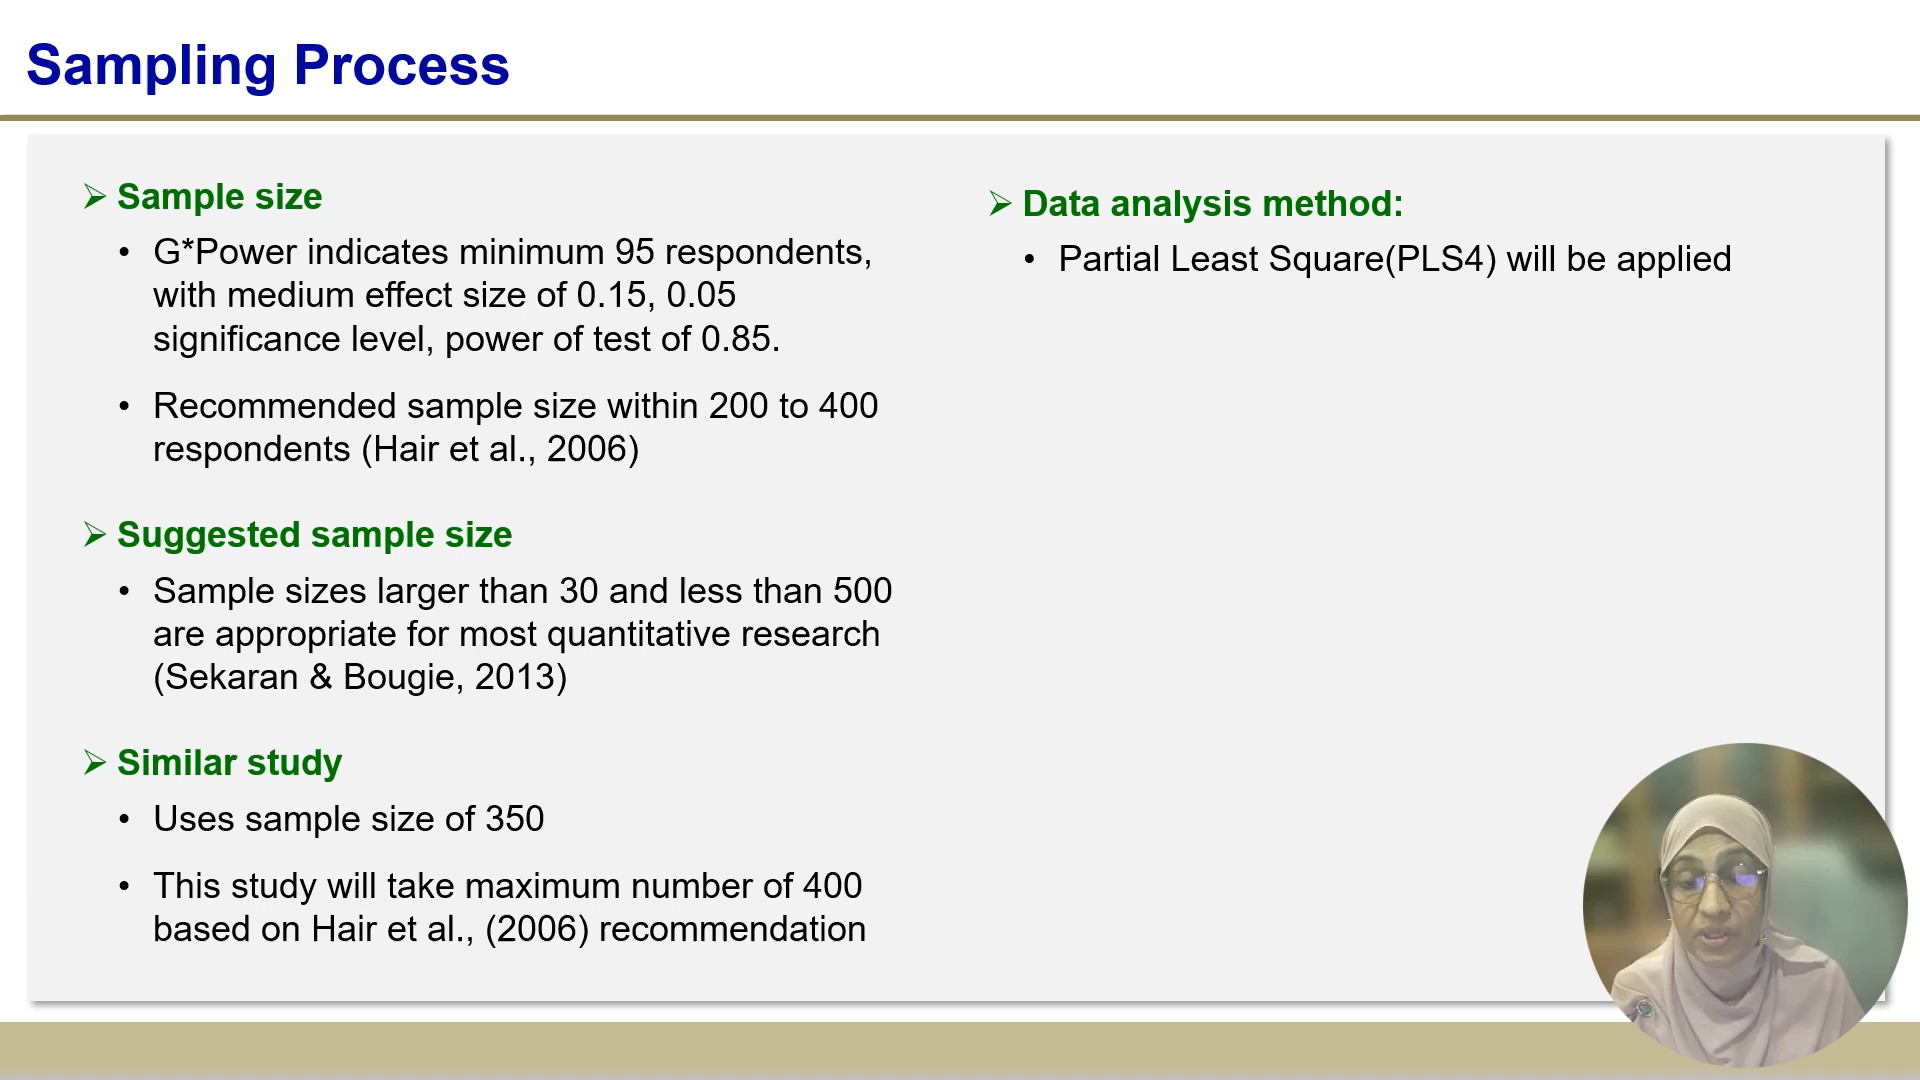 Sampling Process
Sample size
G*Power indicates minimum 95 respondents,
with medium effect size of 0.15, 0.05
significance level, power of test of 0.85.
Recommended sample size within 200 to 400
respondents (Hair et al., 2006)
Suggested sample size
Sample sizes larger than 30 and less than 500
are appropriate for most quantitative research
(Sekaran & Bougie, 2013)
Similar study
Uses sample size of 350
This study will take maximum number of 400
based on Hair et al., (2006) recommendation
Data analysis method:
Partial Least Square(PLS4) will be applied